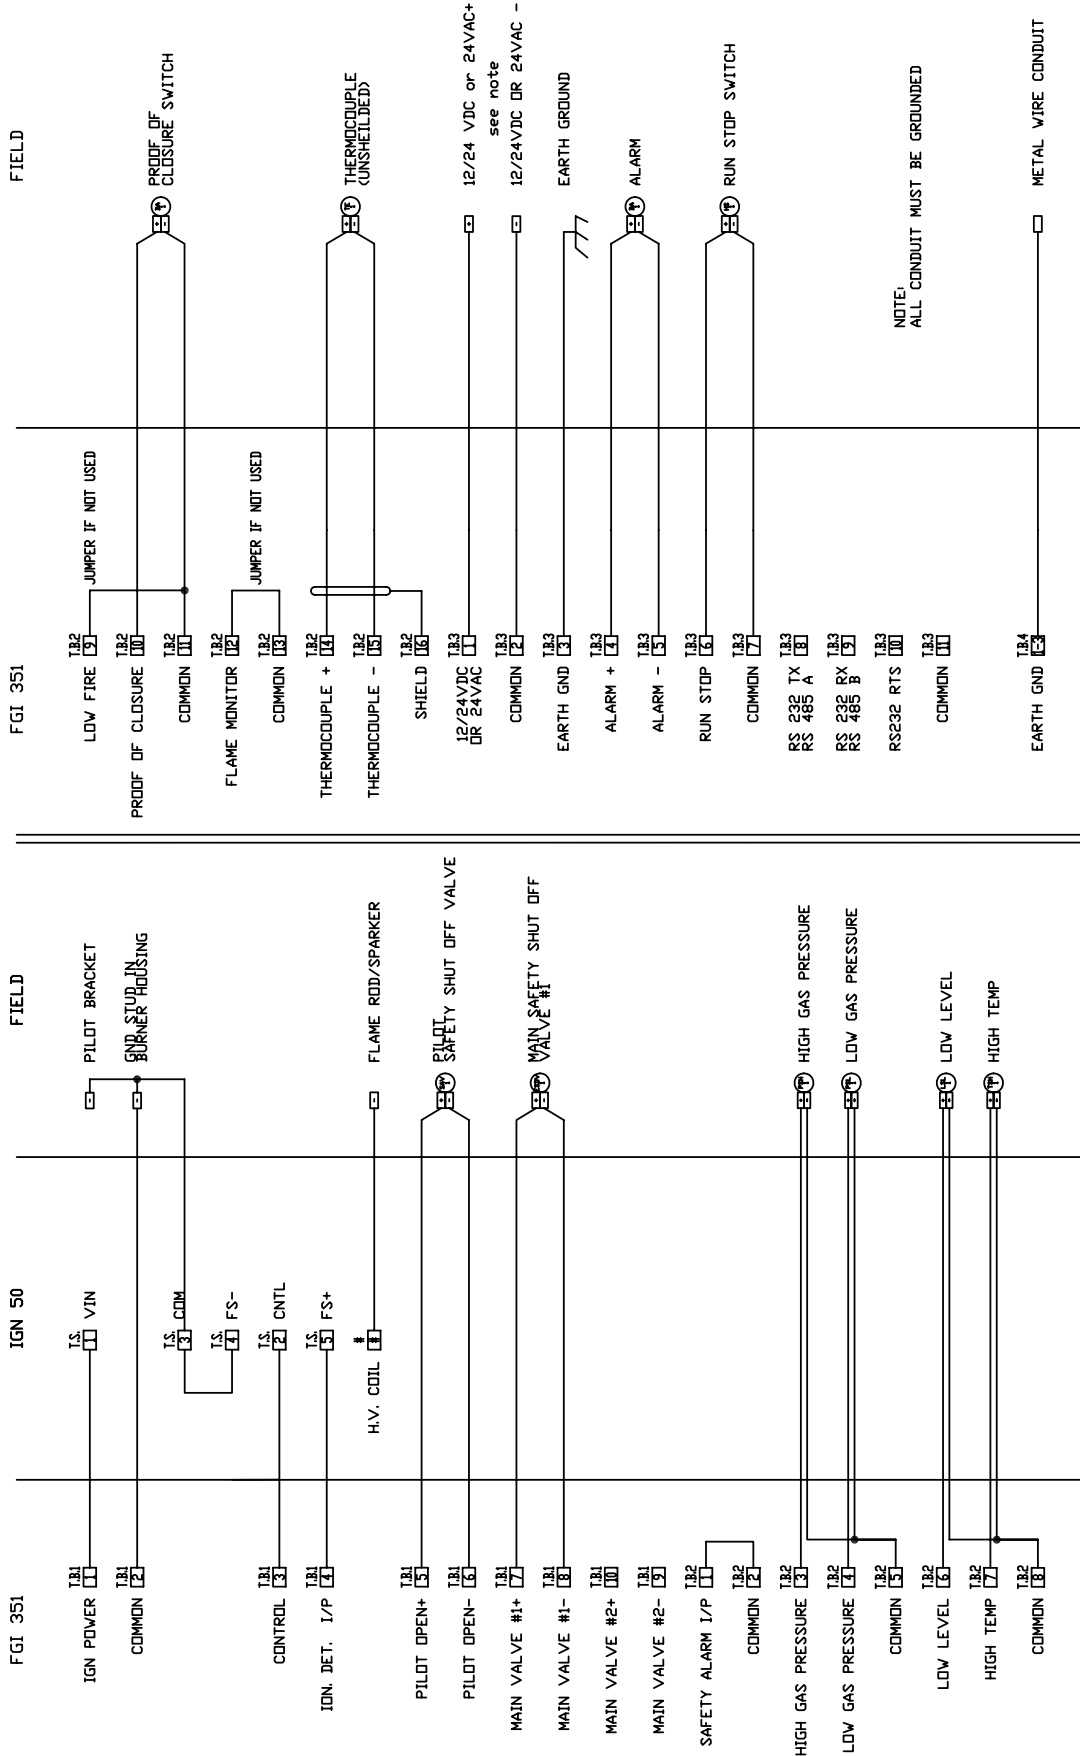 FGI 351
IGN 50
FIELD
IGN POWER
T.B.1
1
T.S.
1
VIN
PILOT BRACKET
COMMON
T.B.1
2
GND STUD IN
BURNER HOUSING
T.S.
3
COM
T.S.
4
FS-
CONTROL
T.B.1
3
T.S.
2
CNTL
ION. DET. I/P
T.B.1
4
T.S.
5
FS+
H.V. COIL
#
#
FLAME ROD/SPARKER
PILOT OPEN+
T.B.1
5
PILOT
SAFETY SHUT OFF VALVE
PILOT OPEN-
T.B.1
6
MAIN VALVE #1+
T.B.1
7
MAIN SAFETY SHUT OFF
VALVE #1
MAIN VALVE #1-
T.B.1
8
MAIN VALVE #2+
T.B.1
10
MAIN VALVE #2-
T.B.1
9
SAFETY ALARM I/P
T.B.2
1
COMMON
T.B.2
2
HIGH GAS PRESSURE
T.B.2
3
HIGH GAS PRESSURE
LOW GAS PRESSURE
T.B.2
4
LOW GAS PRESSURE
COMMON
T.B.2
5
LOW LEVEL
T.B.2
6
LOW LEVEL
HIGH TEMP
T.B.2
7
HIGH TEMP
COMMON
T.B.2
8
FGI 351
FIELD
LOW FIRE
T.B.2
9
JUMPER IF NOT USED
PROOF OF CLOSURE
T.B.2
10
PROOF OF
CLOSURE SWITCH
COMMON
T.B.2
11
FLAME MONITOR
T.B.2
12
JUMPER IF NOT USED
COMMON
T.B.2
13
THERMOCOUPLE +
T.B.2
14
THERMOCOUPLE
(UNSHEILDED)
THERMOCOUPLE -
T.B.2
15
SHIELD
T.B.2
16
12/24VDC
OR 24VAC
T.B.3
1
+
12/24 VDC or 24VAC+
see note
COMMON
T.B.3
2
-
12/24VDC OR 24VAC -
EARTH GND
T.B.3
3
EARTH GROUND
ALARM +
T.B.3
4
ALARM
ALARM -
T.B.3
5
RUN STOP
T.B.3
6
RUN STOP SWITCH
COMMON
T.B.3
7
RS 232 TX
RS 485 A
T.B.3
8
RS 232 RX
RS 485 B
T.B.3
9
RS232 RTS
T.B.3
10
NOTE:
ALL CONDUIT MUST BE GROUNDED
COMMON
T.B.3
11
EARTH GND
T.B.4
1-3
METAL WIRE CONDUIT